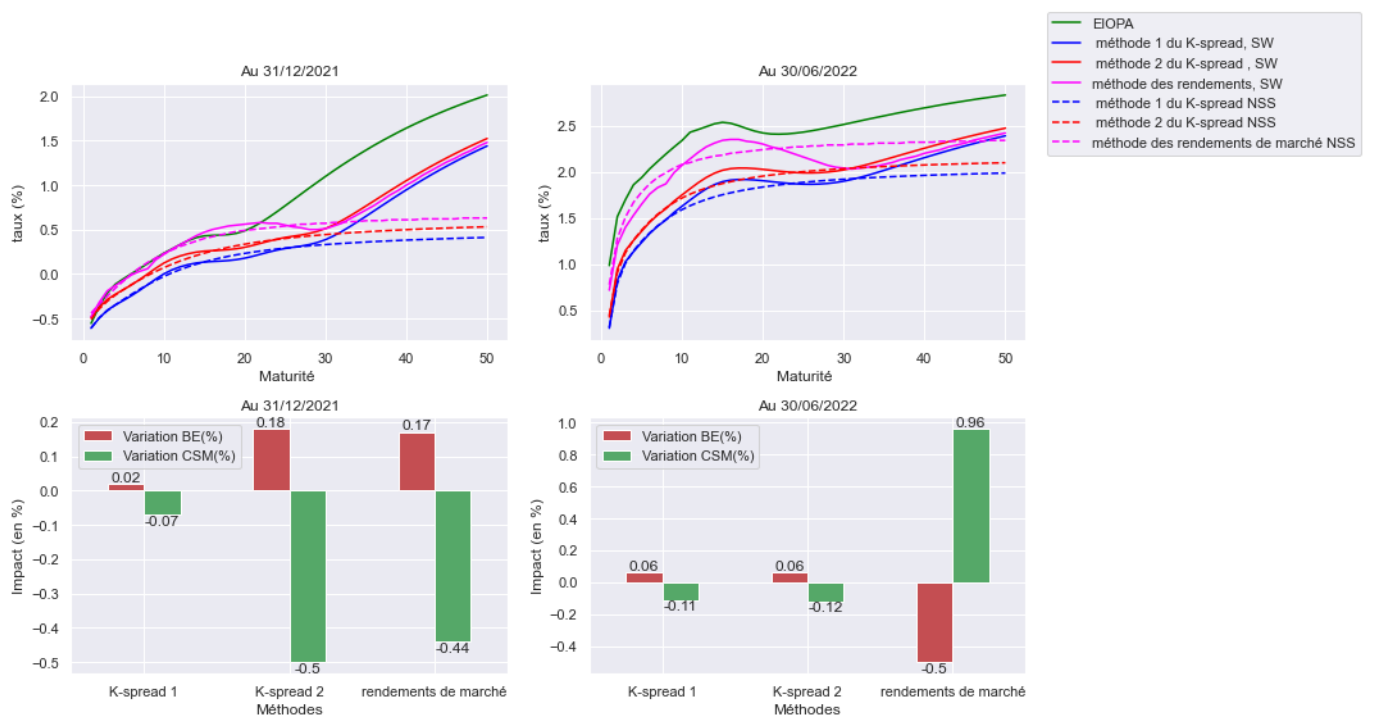 EIOPA
méthode 1 du K-spread, SW
méthode 2 du K-spread , SW
méthode des rendements, SW
méthode 1 du K-spread NSS
méthode 2 du K-spread NSS
méthode des rendements de marché NSS
Au 31/12/2021
taux (%)
2.0
1.5
1.0
0.5
0.0
−0.5
0 10 20 30 40 50
Maturité
Au 30/06/2022
taux (%)
2.5
2.0
1.5
1.0
0.5
0 10 20 30 40 50
Maturité
Au 31/12/2021
Variation BE(%)
Variation CSM(%)
Impact (en %)
0.2
0.1
0.0
−0.1
−0.2
−0.3
−0.4
−0.5
0.02
-0.07
0.18
-0.5
0.17
-0.44
K-spread 1 K-spread 2 rendements de marché
Méthodes
Au 30/06/2022
Variation BE(%)
Variation CSM(%)
Impact (en %)
1.0
0.8
0.6
0.4
0.2
0.0
−0.2
−0.4
0.06
-0.11
0.06
-0.12
-0.5
0.96
K-spread 1 K-spread 2 rendements de marché
Méthodes